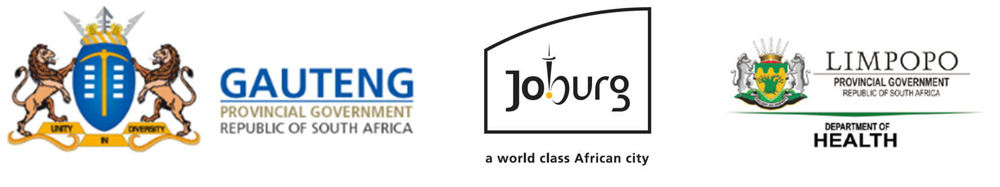 UNITY
IN
DIVERSITY
GAUTENG
PROVINCIAL GOVERNMENT
REPUBLIC OF SOUTH AFRICA
Joburg
a world class African city
LIMPOPO
PROVINCIAL GOVERNMENT
REPUBLIC OF SOUTH AFRICA
DEPARTMENT OF
HEALTH